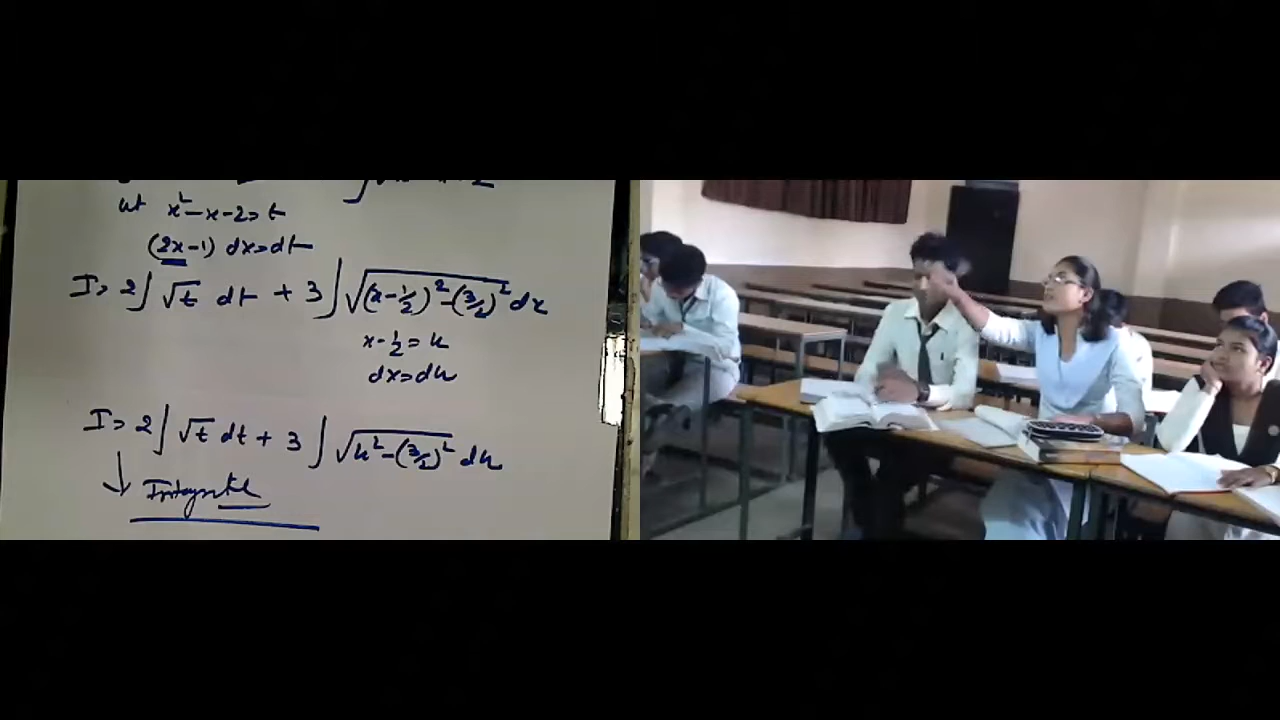 let x²-x-2=t
(2x-1) dx=dt
I= 2∫ √t dt + 3 ∫ √(x-1/2)²-(3/2)² dx
x-1/2 = u
dx=du
I= 2∫ √t dt + 3 ∫ √u²-(3/2)² du
↓ Integrate